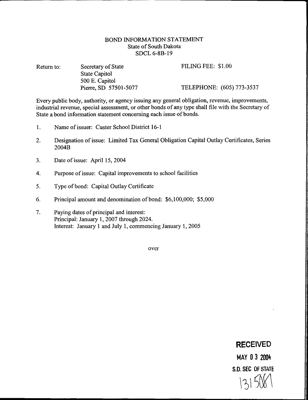 BOND INFORMATION STATEMENT
State of South Dakota
SDCL 6-8B-19
Return to: Secretary of State FILING FEE: $1.00
State Capitol
500 E. Capitol
Pierre, SD 57501-5077 TELEPHONE: (605) 773-3537
Every public body, authority, or agency issuing any general obligation, revenue, improvements,
industrial revenue, special assessment, or other bonds of any type shall file with the Secretary of
State a bond information statement concerning each issue of bonds.
1. Name of issuer: Custer School District 16-1
2. Designation of issue: Limited Tax General Obligation Capital Outlay Certificates, Series
2004B
3. Date of issue: April 15, 2004
4. Purpose of issue: Capital improvements to school facilities
5. Type of bond: Capital Outlay Certificate
6. Principal amount and denomination of bond: $6,100,000; $5,000
7. Paying dates of principal and interest:
Principal: January 1, 2007 through 2024.
Interest: January 1 and July 1, commencing January 1, 2005
over
RECEIVED
MAY 03 2004
S.D. SEC OF STATE